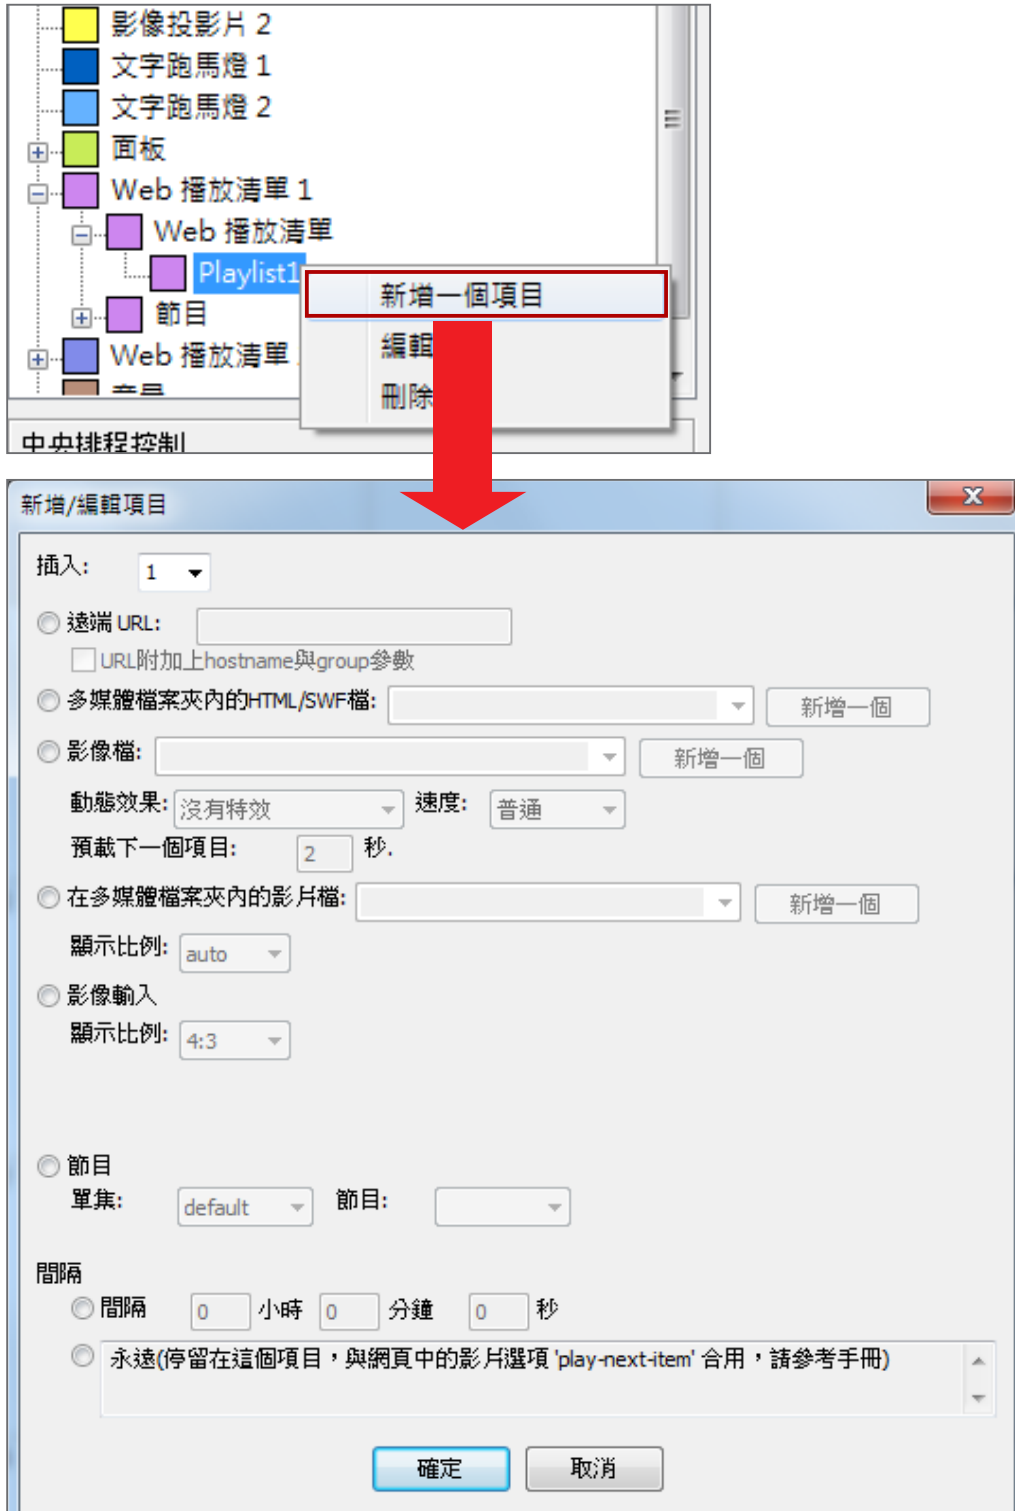 影像投影片 2
文字跑馬燈 1
文字跑馬燈 2
面板
Web 播放清單 1
Web 播放清單
Playlist1
新增一個項目
節目
編輯
Web 播放清單
刪除
音量
中央排程控制
新增/編輯項目
插入: 1
遠端 URL:
URL附加上hostname與group參數
多媒體檔案夾內的HTML/SWF檔: 新增一個
影像檔: 新增一個
動態效果: 沒有特效 速度: 普通
預載下一個項目: 2 秒.
在多媒體檔案夾內的影片檔: 新增一個
顯示比例: auto
影像輸入
顯示比例: 4:3
節目
單集: default 節目:
間隔
間隔 0 小時 0 分鐘 0 秒
永遠(停留在這個項目，與網頁中的影片選項 'play-next-item' 合用，請參考手冊)
確定 取消